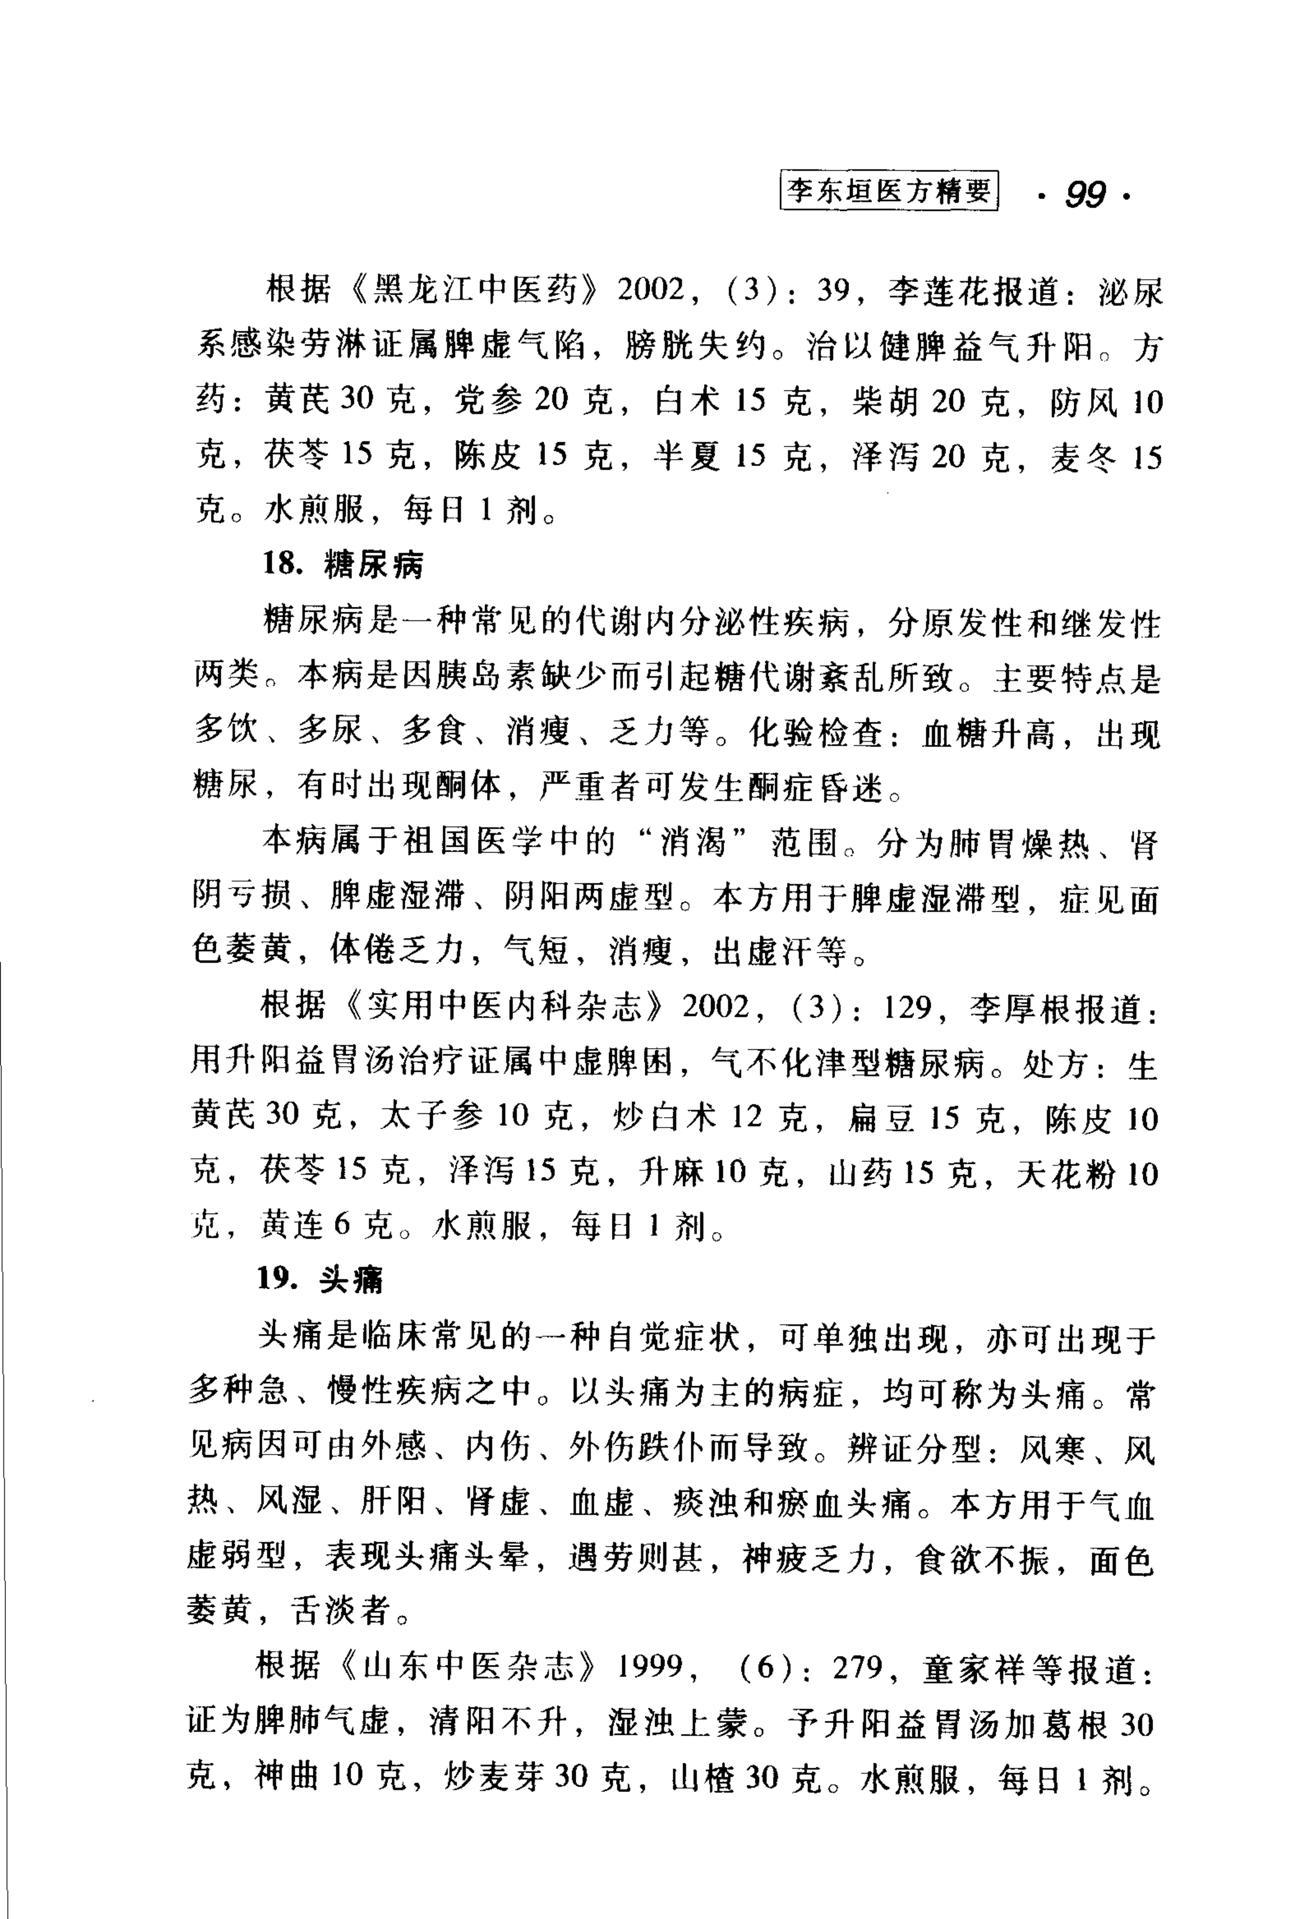 李东垣医方精要 · 99 ·
根据《黑龙江中医药》2002，(3)：39，李莲花报道：泌尿
系感染劳淋证属脾虚气陷，膀胱失约。治以健脾益气升阳。方
药：黄芪 30 克，党参 20 克，白术 15 克，柴胡 20 克，防风 10
克，茯苓 15 克，陈皮 15 克，半夏 15 克，泽泻 20 克，麦冬 15
克。水煎服，每日 1 剂。
18. 糖尿病
糖尿病是一种常见的代谢内分泌性疾病，分原发性和继发性
两类。本病是因胰岛素缺少而引起糖代谢紊乱所致。主要特点是
多饮、多尿、多食、消瘦、乏力等。化验检查：血糖升高，出现
糖尿，有时出现酮体，严重者可发生酮症昏迷。
本病属于祖国医学中的“消渴”范围。分为肺胃燥热、肾
阴亏损、脾虚湿滞、阴阳两虚型。本方用于脾虚湿滞型，症见面
色萎黄，体倦乏力，气短，消瘦，出虚汗等。
根据《实用中医内科杂志》2002，(3)：129，李厚根报道：
用升阳益胃汤治疗证属中虚脾困，气不化津型糖尿病。处方：生
黄芪 30 克，太子参 10 克，炒白术 12 克，扁豆 15 克，陈皮 10
克，茯苓 15 克，泽泻 15 克，升麻 10 克，山药 15 克，天花粉 10
克，黄连 6 克。水煎服，每日 1 剂。
19. 头痛
头痛是临床常见的一种自觉症状，可单独出现，亦可出现于
多种急、慢性疾病之中。以头痛为主的病症，均可称为头痛。常
见病因可由外感、内伤、外伤跌仆而导致。辨证分型：风寒、风
热、风湿、肝阳、肾虚、血虚、痰浊和瘀血头痛。本方用于气血
虚弱型，表现头痛头晕，遇劳则甚，神疲乏力，食欲不振，面色
萎黄，舌淡者。
根据《山东中医杂志》1999，(6)：279，童家祥等报道：
证为脾肺气虚，清阳不升，湿浊上蒙。予升阳益胃汤加葛根 30
克，神曲 10 克，炒麦芽 30 克，山楂 30 克。水煎服，每日 1 剂。